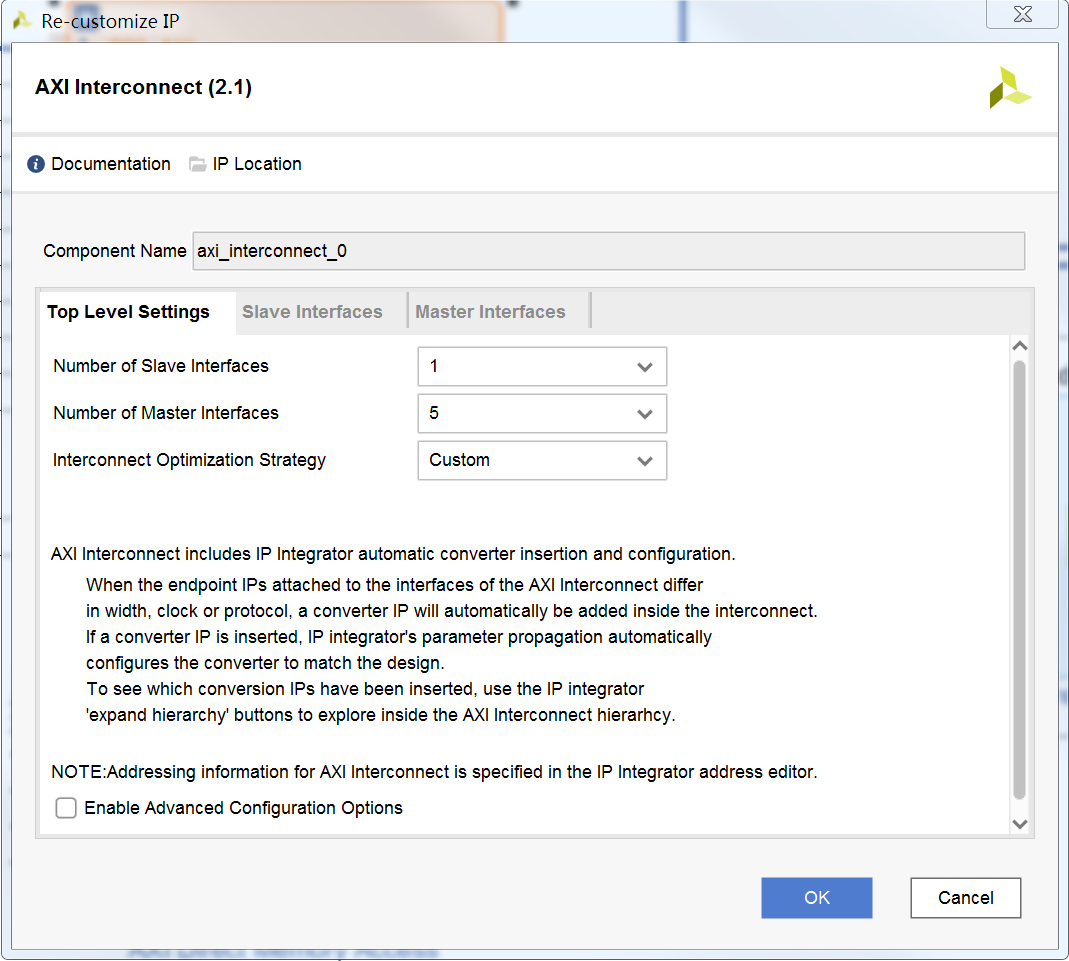 Re-customize IP
AXI Interconnect (2.1)
Documentation IP Location
Component Name axi_interconnect_0
Top Level Settings Slave Interfaces Master Interfaces
Number of Slave Interfaces 1
Number of Master Interfaces 5
Interconnect Optimization Strategy Custom
AXI Interconnect includes IP Integrator automatic converter insertion and configuration.
When the endpoint IPs attached to the interfaces of the AXI Interconnect differ
in width, clock or protocol, a converter IP will automatically be added inside the interconnect.
If a converter IP is inserted, IP integrator's parameter propagation automatically
configures the converter to match the design.
To see which conversion IPs have been inserted, use the IP integrator
'expand hierarchy' buttons to explore inside the AXI Interconnect hierarhcy.
NOTE:Addressing information for AXI Interconnect is specified in the IP Integrator address editor.
Enable Advanced Configuration Options
OK Cancel
AXI Direct Memory Access